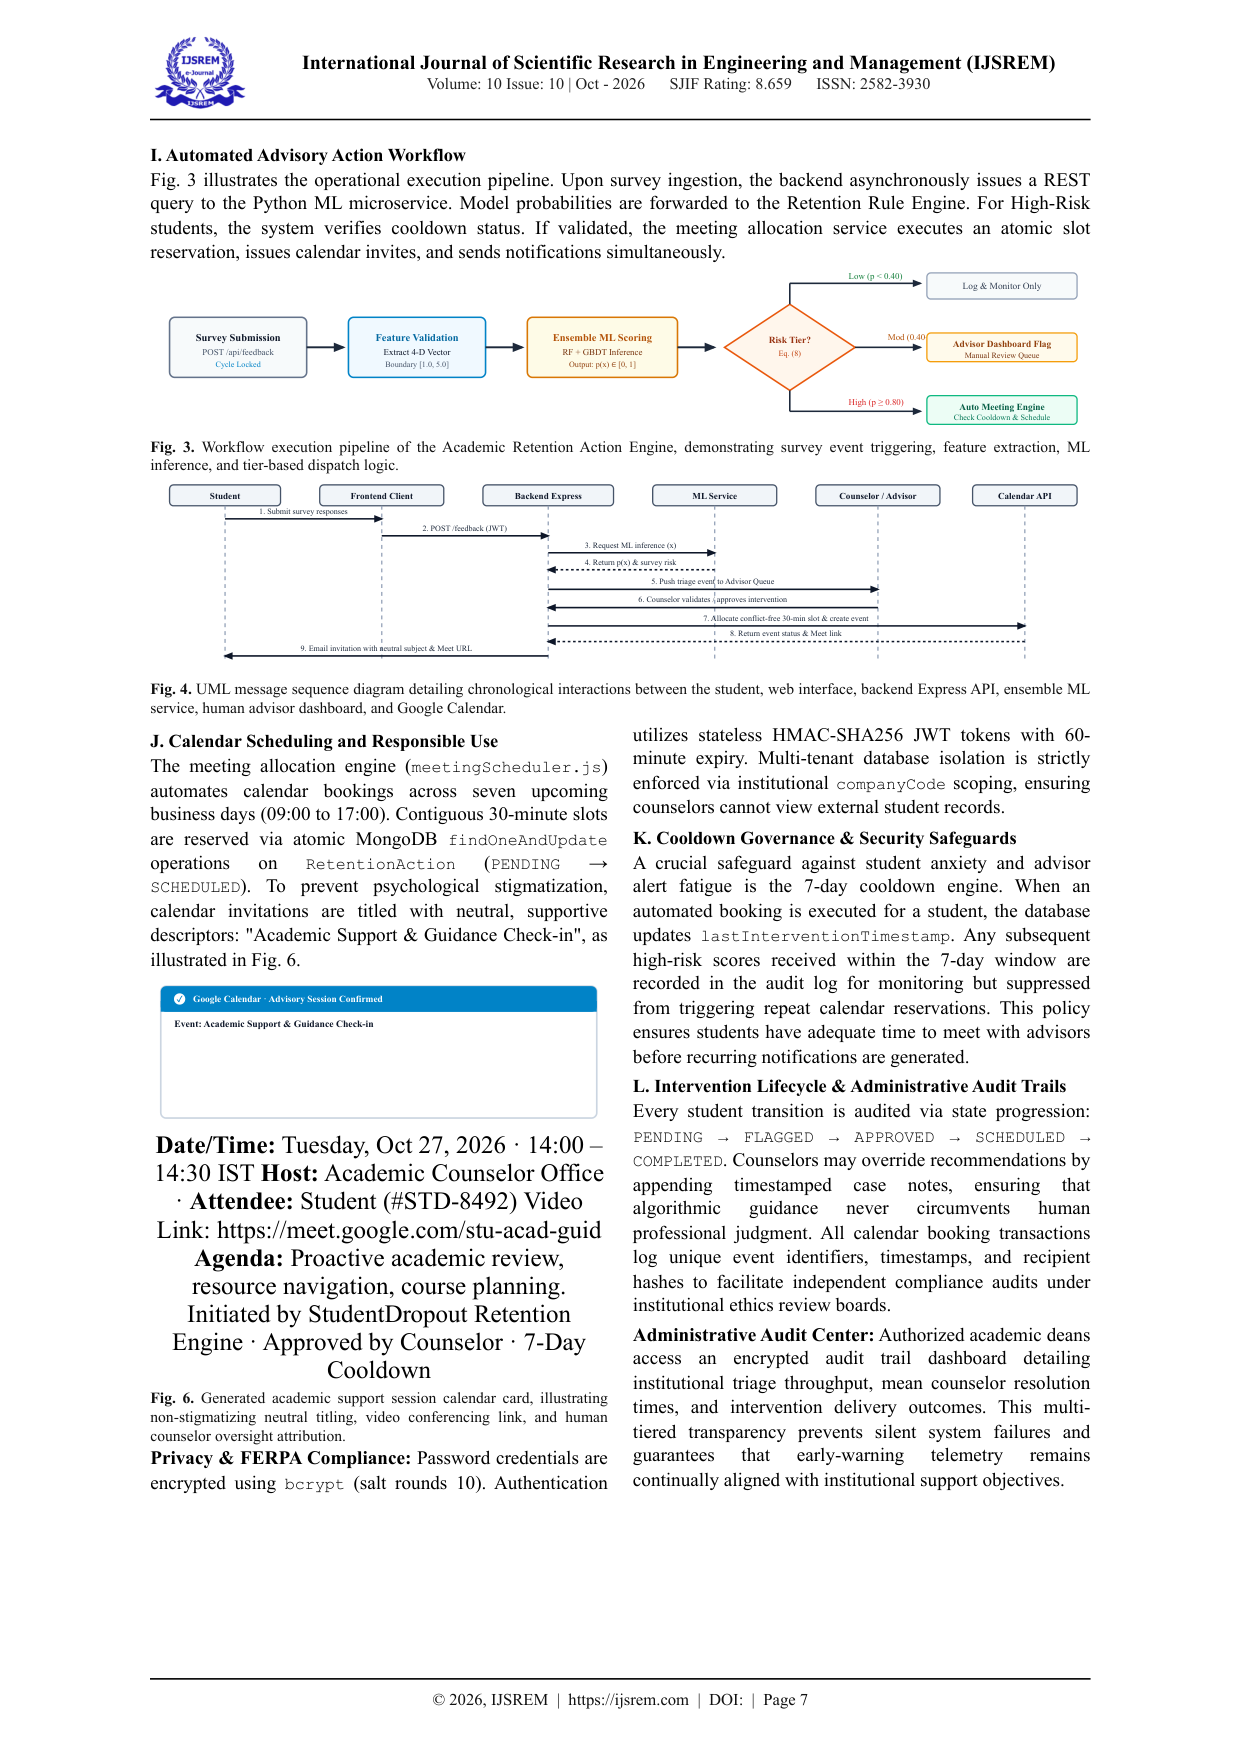 IJSREM
e-Journal
IJSREM
International Journal of Scientific Research in Engineering and Management (IJSREM)
Volume: 10 Issue: 10 | Oct - 2026 SJIF Rating: 8.659 ISSN: 2582-3930
I. Automated Advisory Action Workflow
Fig. 3 illustrates the operational execution pipeline. Upon survey ingestion, the backend asynchronously issues a REST
query to the Python ML microservice. Model probabilities are forwarded to the Retention Rule Engine. For High-Risk
students, the system verifies cooldown status. If validated, the meeting allocation service executes an atomic slot
reservation, issues calendar invites, and sends notifications simultaneously.
Survey Submission
POST /api/feedback
Cycle Locked
Feature Validation
Extract 4-D Vector
Boundary [1.0, 5.0]
Ensemble ML Scoring
RF + GBDT Inference
Output: p(x) ∈ [0, 1]
Risk Tier?
Eq. (8)
Low (p < 0.40)
Log & Monitor Only
Mod (0.40
Advisor Dashboard Flag
Manual Review Queue
High (p ≥ 0.80)
Auto Meeting Engine
Check Cooldown & Schedule
Fig. 3. Workflow execution pipeline of the Academic Retention Action Engine, demonstrating survey event triggering, feature extraction, ML
inference, and tier-based dispatch logic.
Student
Frontend Client
Backend Express
ML Service
Counselor / Advisor
Calendar API
1. Submit survey responses
2. POST /feedback (JWT)
3. Request ML inference (x)
4. Return p(x) & survey risk
5. Push triage event to Advisor Queue
6. Counselor validates / approves intervention
7. Allocate conflict-free 30-min slot & create event
8. Return event status & Meet link
9. Email invitation with neutral subject & Meet URL
Fig. 4. UML message sequence diagram detailing chronological interactions between the student, web interface, backend Express API, ensemble ML
service, human advisor dashboard, and Google Calendar.
J. Calendar Scheduling and Responsible Use
The meeting allocation engine (meetingScheduler.js)
automates calendar bookings across seven upcoming
business days (09:00 to 17:00). Contiguous 30-minute slots
are reserved via atomic MongoDB findOneAndUpdate
operations on RetentionAction (PENDING →
SCHEDULED). To prevent psychological stigmatization,
calendar invitations are titled with neutral, supportive
descriptors: "Academic Support & Guidance Check-in", as
illustrated in Fig. 6.
✓ Google Calendar · Advisory Session Confirmed
Event: Academic Support & Guidance Check-in
Date/Time: Tuesday, Oct 27, 2026 · 14:00 –
14:30 IST Host: Academic Counselor Office
· Attendee: Student (#STD-8492) Video
Link: https://meet.google.com/stu-acad-guid
Agenda: Proactive academic review,
resource navigation, course planning.
Initiated by StudentDropout Retention
Engine · Approved by Counselor · 7-Day
Cooldown
Fig. 6. Generated academic support session calendar card, illustrating
non-stigmatizing neutral titling, video conferencing link, and human
counselor oversight attribution.
Privacy & FERPA Compliance: Password credentials are
encrypted using bcrypt (salt rounds 10). Authentication
utilizes stateless HMAC-SHA256 JWT tokens with 60-
minute expiry. Multi-tenant database isolation is strictly
enforced via institutional companyCode scoping, ensuring
counselors cannot view external student records.
K. Cooldown Governance & Security Safeguards
A crucial safeguard against student anxiety and advisor
alert fatigue is the 7-day cooldown engine. When an
automated booking is executed for a student, the database
updates lastInterventionTimestamp. Any subsequent
high-risk scores received within the 7-day window are
recorded in the audit log for monitoring but suppressed
from triggering repeat calendar reservations. This policy
ensures students have adequate time to meet with advisors
before recurring notifications are generated.
L. Intervention Lifecycle & Administrative Audit Trails
Every student transition is audited via state progression:
PENDING → FLAGGED → APPROVED → SCHEDULED →
COMPLETED. Counselors may override recommendations by
appending timestamped case notes, ensuring that
algorithmic guidance never circumvents human
professional judgment. All calendar booking transactions
log unique event identifiers, timestamps, and recipient
hashes to facilitate independent compliance audits under
institutional ethics review boards.
Administrative Audit Center: Authorized academic deans
access an encrypted audit trail dashboard detailing
institutional triage throughput, mean counselor resolution
times, and intervention delivery outcomes. This multi-
tiered transparency prevents silent system failures and
guarantees that early-warning telemetry remains
continually aligned with institutional support objectives.
© 2026, IJSREM | https://ijsrem.com | DOI: | Page 7